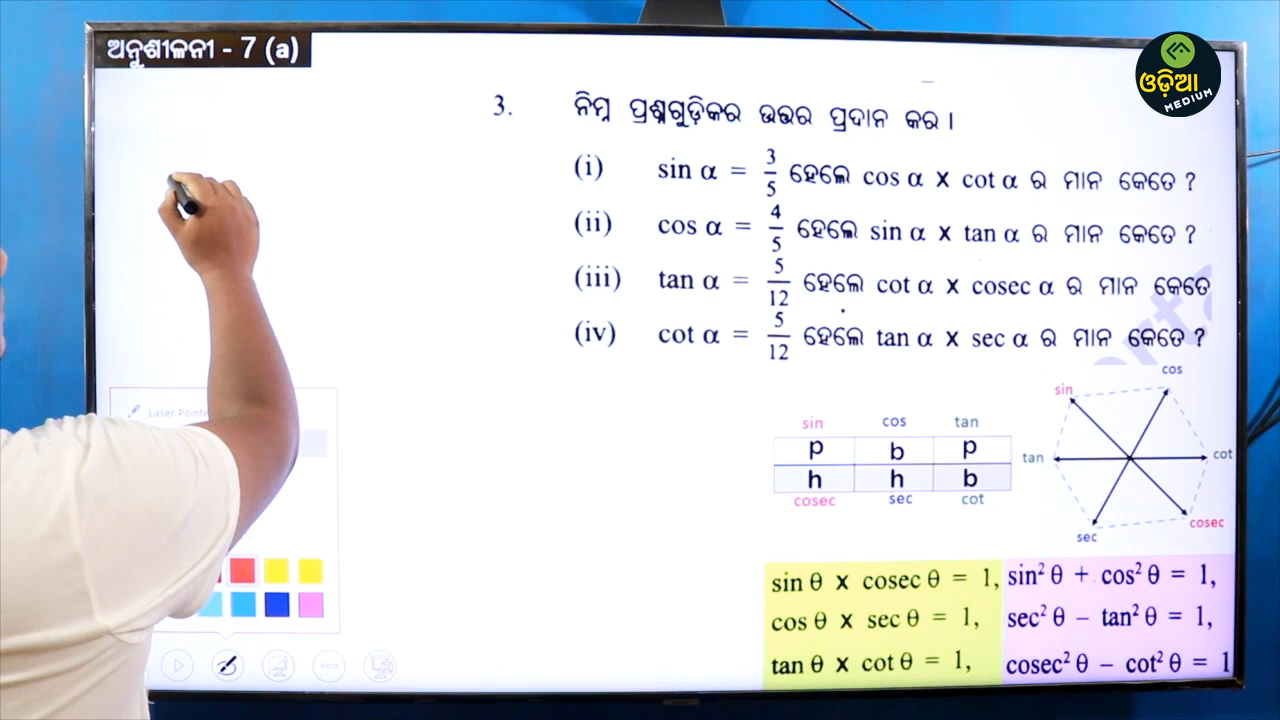 ଅନୁଶୀଳନୀ - 7 (a)
ଓଡ଼ିଆ
MEDIUM
3. ନିମ୍ନ ପ୍ରଶ୍ନଗୁଡ଼ିକର ଉତ୍ତର ପ୍ରଦାନ କର ।
(i) sin α = 3/5 ହେଲେ cos α x cot α ର ମାନ କେତେ ?
(ii) cos α = 4/5 ହେଲେ sin α x tan α ର ମାନ କେତେ ?
(iii) tan α = 5/12 ହେଲେ cot α x cosec α ର ମାନ କେତେ
(iv) cot α = 5/12 ହେଲେ tan α x sec α ର ମାନ କେତେ ?
sin cos tan
p b p
h h b
cosec sec cot
cos
sin
tan cot
cosec
sec
Laser Pointe
sin θ x cosec θ = 1,
cos θ x sec θ = 1,
tan θ x cot θ = 1,
sin² θ + cos² θ = 1,
sec² θ – tan² θ = 1,
cosec² θ – cot² θ = 1